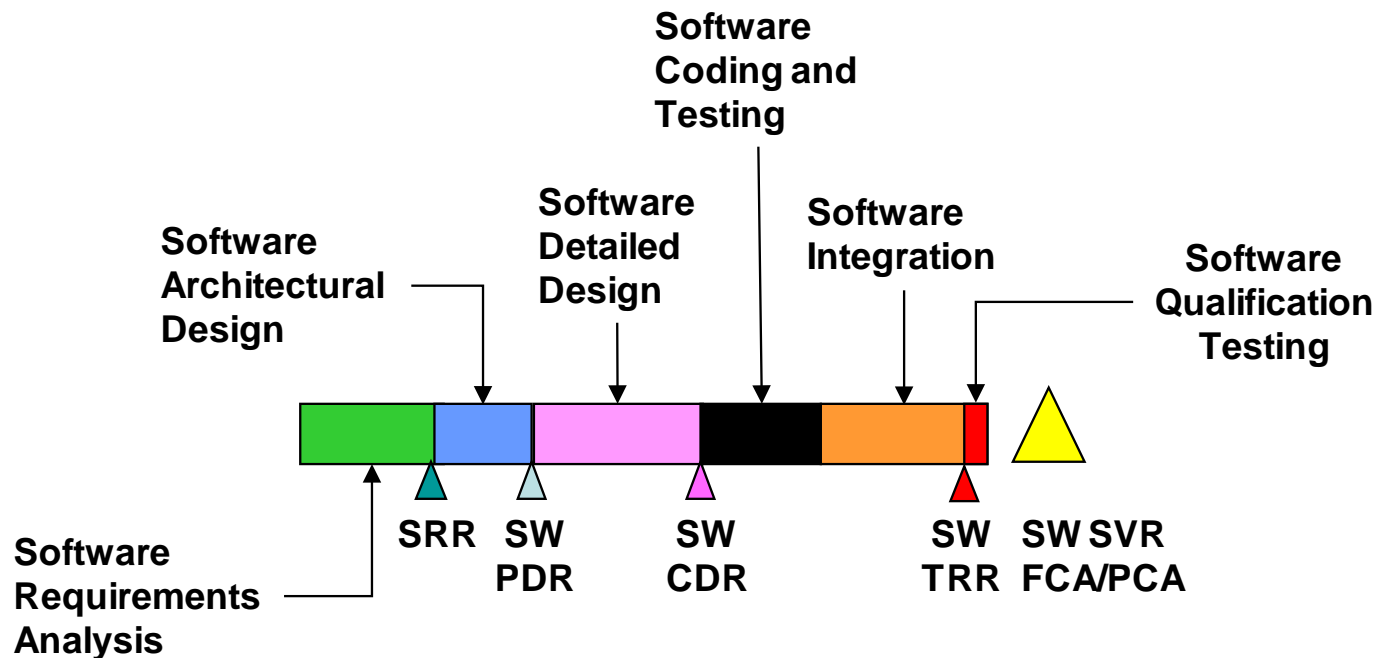 Software
Coding and
Testing
Software
Detailed
Design
Software
Integration
Software
Architectural
Design
Software
Qualification
Testing
SRR
SW
PDR
SW
CDR
SW
TRR
SW SVR
FCA/PCA
Software
Requirements
Analysis